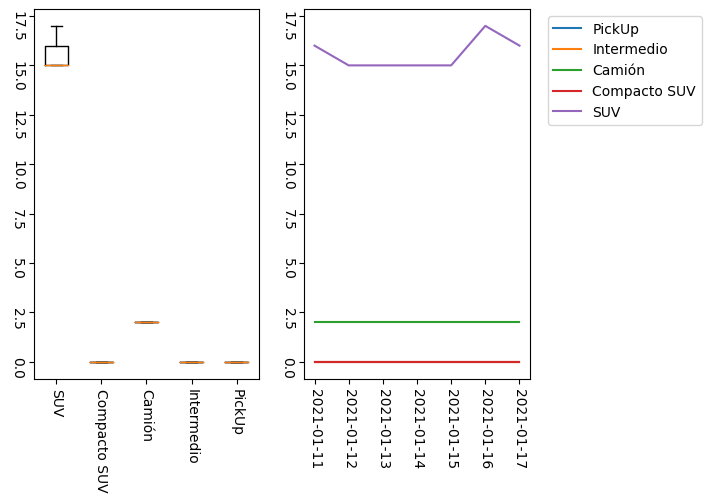 17.5
15.0
12.5
10.0
7.5
5.0
2.5
0.0
SUV
Compacto SUV
Camión
Intermedio
PickUp
17.5
15.0
12.5
10.0
7.5
5.0
2.5
0.0
2021-01-11
2021-01-12
2021-01-13
2021-01-14
2021-01-15
2021-01-16
2021-01-17
PickUp
Intermedio
Camión
Compacto SUV
SUV